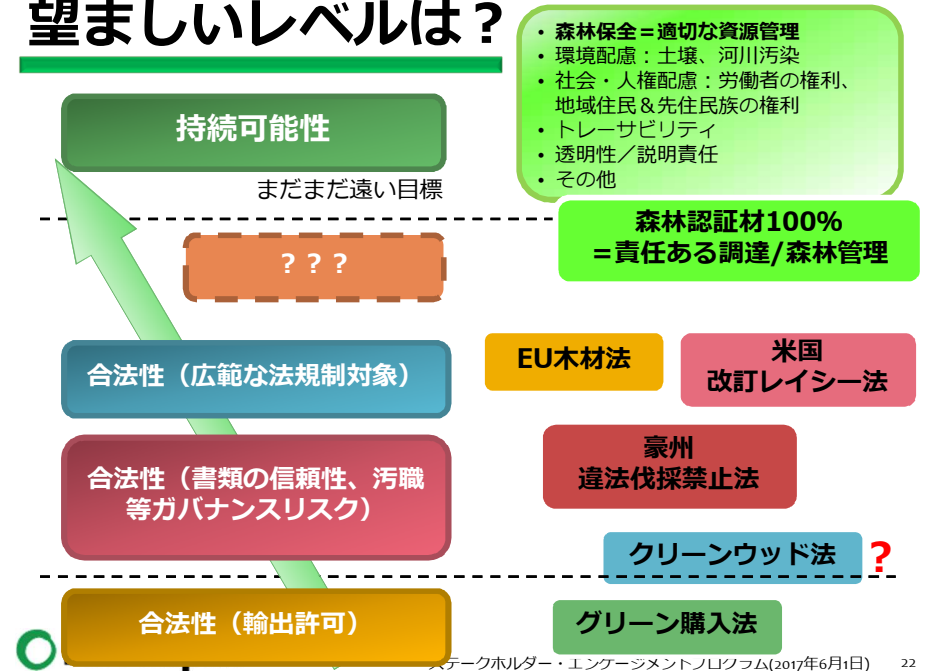 望ましいレベルは？
・森林保全＝適切な資源管理
・環境配慮：土壌、河川汚染
・社会・人権配慮：労働者の権利、
地域住民＆先住民族の権利
・トレーサビリティ
・透明性／説明責任
・その他
持続可能性
まだまだ遠い目標
森林認証材100%
=責任ある調達/森林管理
？？？
合法性（広範な法規制対象）
EU木材法
米国
改訂レイシー法
合法性（書類の信頼性、汚職
等ガバナンスリスク）
豪州
違法伐採禁止法
クリーンウッド法 ?
合法性（輸出許可）
グリーン購入法
ステークホルダー・エンゲージメントプログラム(2017年6月1日)
22